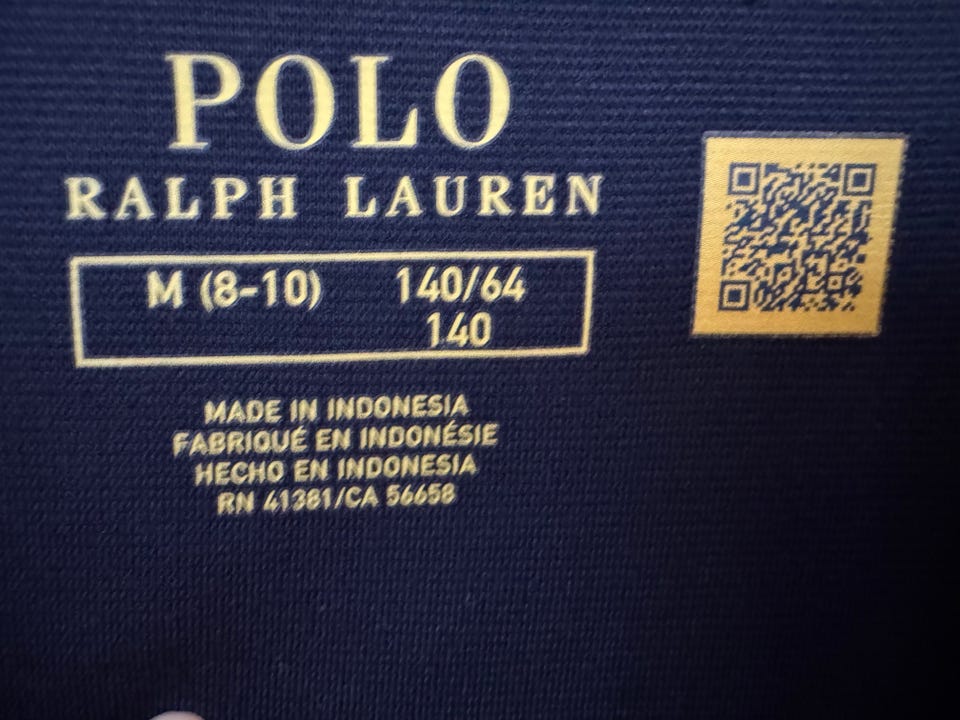 POLO
RALPH LAUREN
M (8-10) 140/64
140
MADE IN INDONESIA
FABRIQUÉ EN INDONÉSIE
HECHO EN INDONESIA
RN 41381/CA 56658